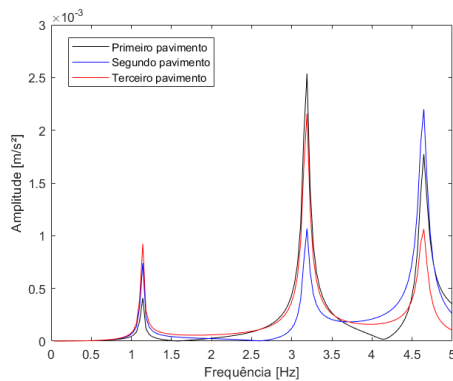 ×10⁻³
3
2.5
2
1.5
1
0.5
0
Amplitude [m/s²]
Primeiro pavimento
Segundo pavimento
Terceiro pavimento
0 0.5 1 1.5 2 2.5 3 3.5 4 4.5 5
Frequência [Hz]